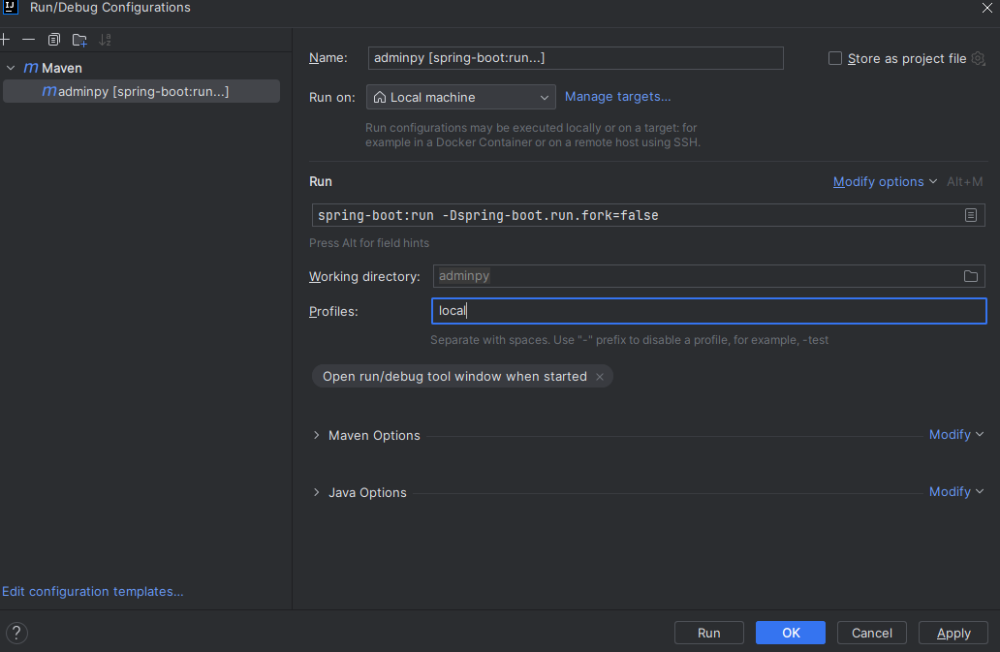 Run/Debug Configurations
Maven
adminpy [spring-boot:run...]
Name: adminpy [spring-boot:run...] Store as project file
Run on: Local machine Manage targets...
Run configurations may be executed locally or on a target: for
example in a Docker Container or on a remote host using SSH.
Run Modify options Alt+M
spring-boot:run -Dspring-boot.run.fork=false
Press Alt for field hints
Working directory: adminpy
Profiles: local
Separate with spaces. Use "-" prefix to disable a profile, for example, -test
Open run/debug tool window when started ×
Maven Options Modify
Java Options Modify
Edit configuration templates...
? Run OK Cancel Apply